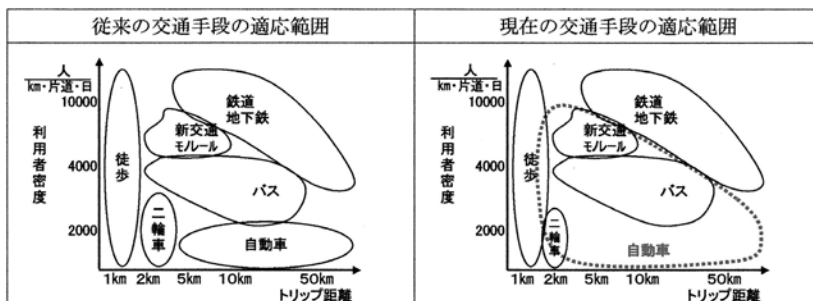 従来の交通手段の適応範囲
人
km・片道・日
10000
4000
2000
利用者密度
徒歩
二輪車
新交通
モノレール
鉄道
地下鉄
バス
自動車
1km 2km 5km 10km 50km
トリップ距離
現在の交通手段の適応範囲
人
km・片道・日
10000
4000
2000
利用者密度
徒歩
二輪車
新交通
モノレール
鉄道
地下鉄
バス
自動車
1km 2km 5km 10km 50km
トリップ距離